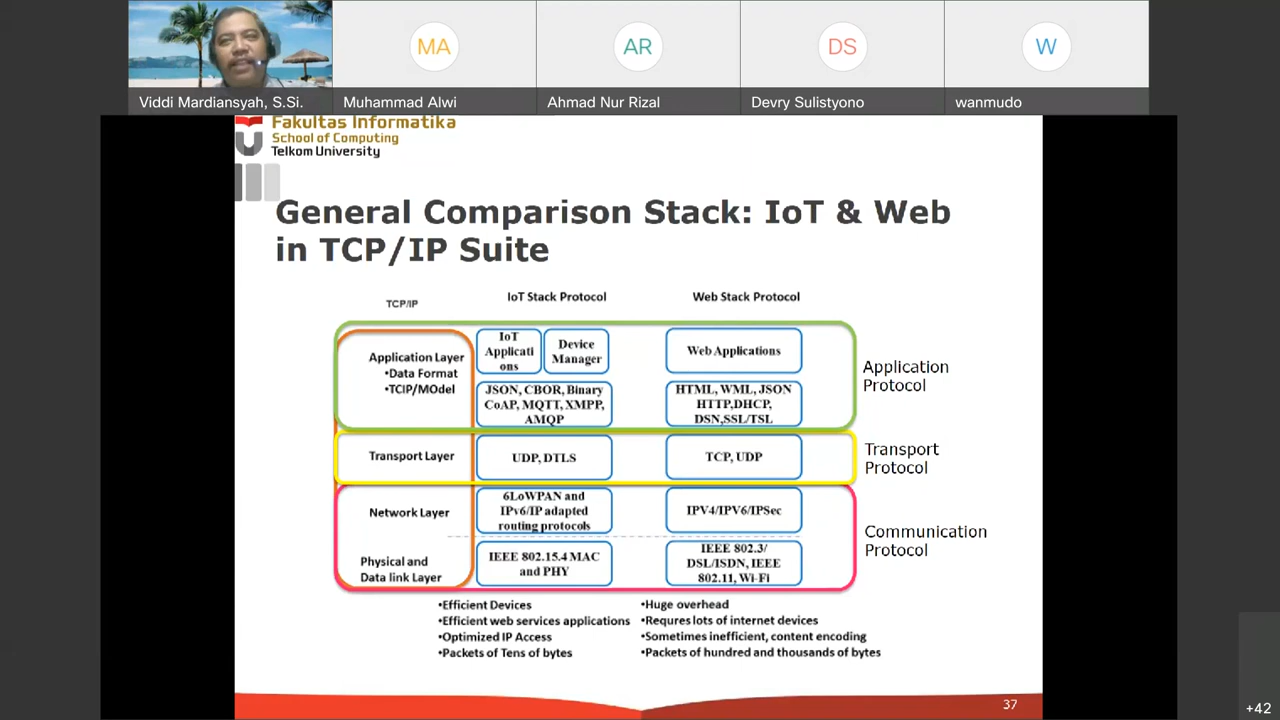 MA
AR
DS
W
Viddi Mardiansyah, S.Si.
Muhammad Alwi
Ahmad Nur Rizal
Devry Sulistyono
wanmudo
Fakultas Informatika
School of Computing
Telkom University
General Comparison Stack: IoT & Web
in TCP/IP Suite
TCP/IP
IoT Stack Protocol
Web Stack Protocol
Application Layer
•Data Format
•TCIP/MOdel
IoT
Applicati
ons
Device
Manager
Web Applications
JSON, CBOR, Binary
CoAP, MQTT, XMPP,
AMQP
HTML, WML, JSON
HTTP,DHCP,
DSN,SSL/TSL
Application
Protocol
Transport Layer
UDP, DTLS
TCP, UDP
Transport
Protocol
Network Layer
6LoWPAN and
IPv6/IP adapted
routing protocols
IPV4/IPV6/IPSec
Physical and
Data link Layer
IEEE 802.15.4 MAC
and PHY
IEEE 802.3/
DSL/ISDN, IEEE
802.11, Wi-Fi
Communication
Protocol
•Efficient Devices
•Efficient web services applications
•Optimized IP Access
•Packets of Tens of bytes
•Huge overhead
•Requres lots of internet devices
•Sometimes inefficient, content encoding
•Packets of hundred and thousands of bytes
37
+42